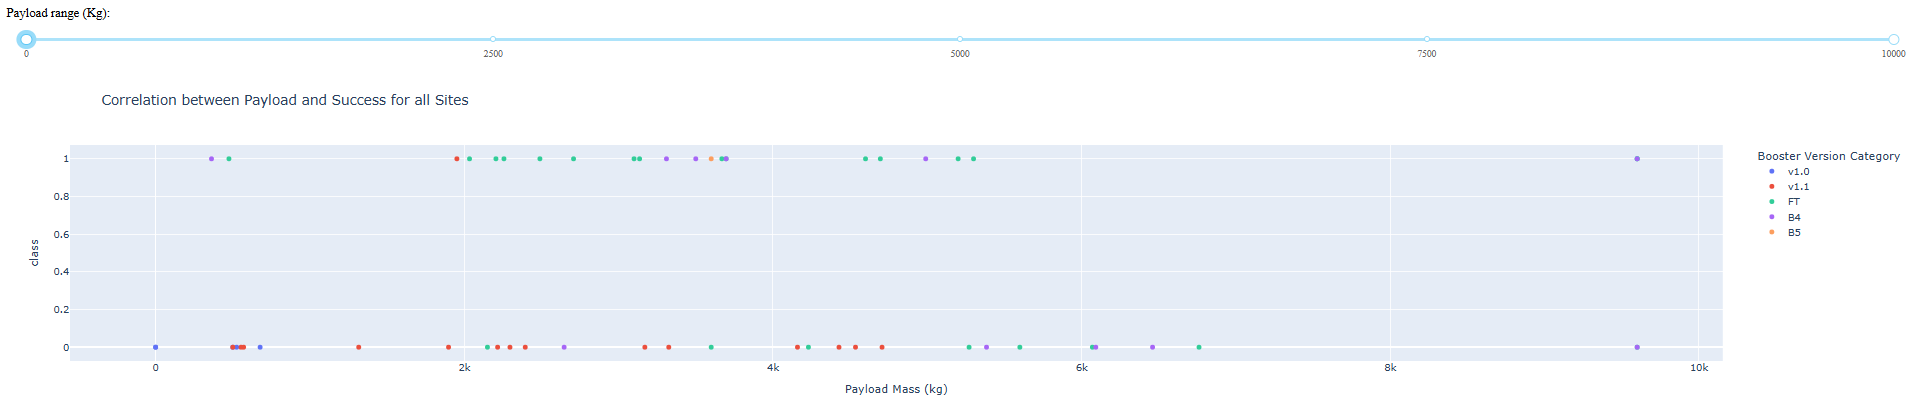 Payload range (Kg):
0 2500 5000 7500 10000
Correlation between Payload and Success for all Sites
1
0.8
0.6
0.4
0.2
0
class
0 2k 4k 6k 8k 10k
Payload Mass (kg)
Booster Version Category
v1.0
v1.1
FT
B4
B5